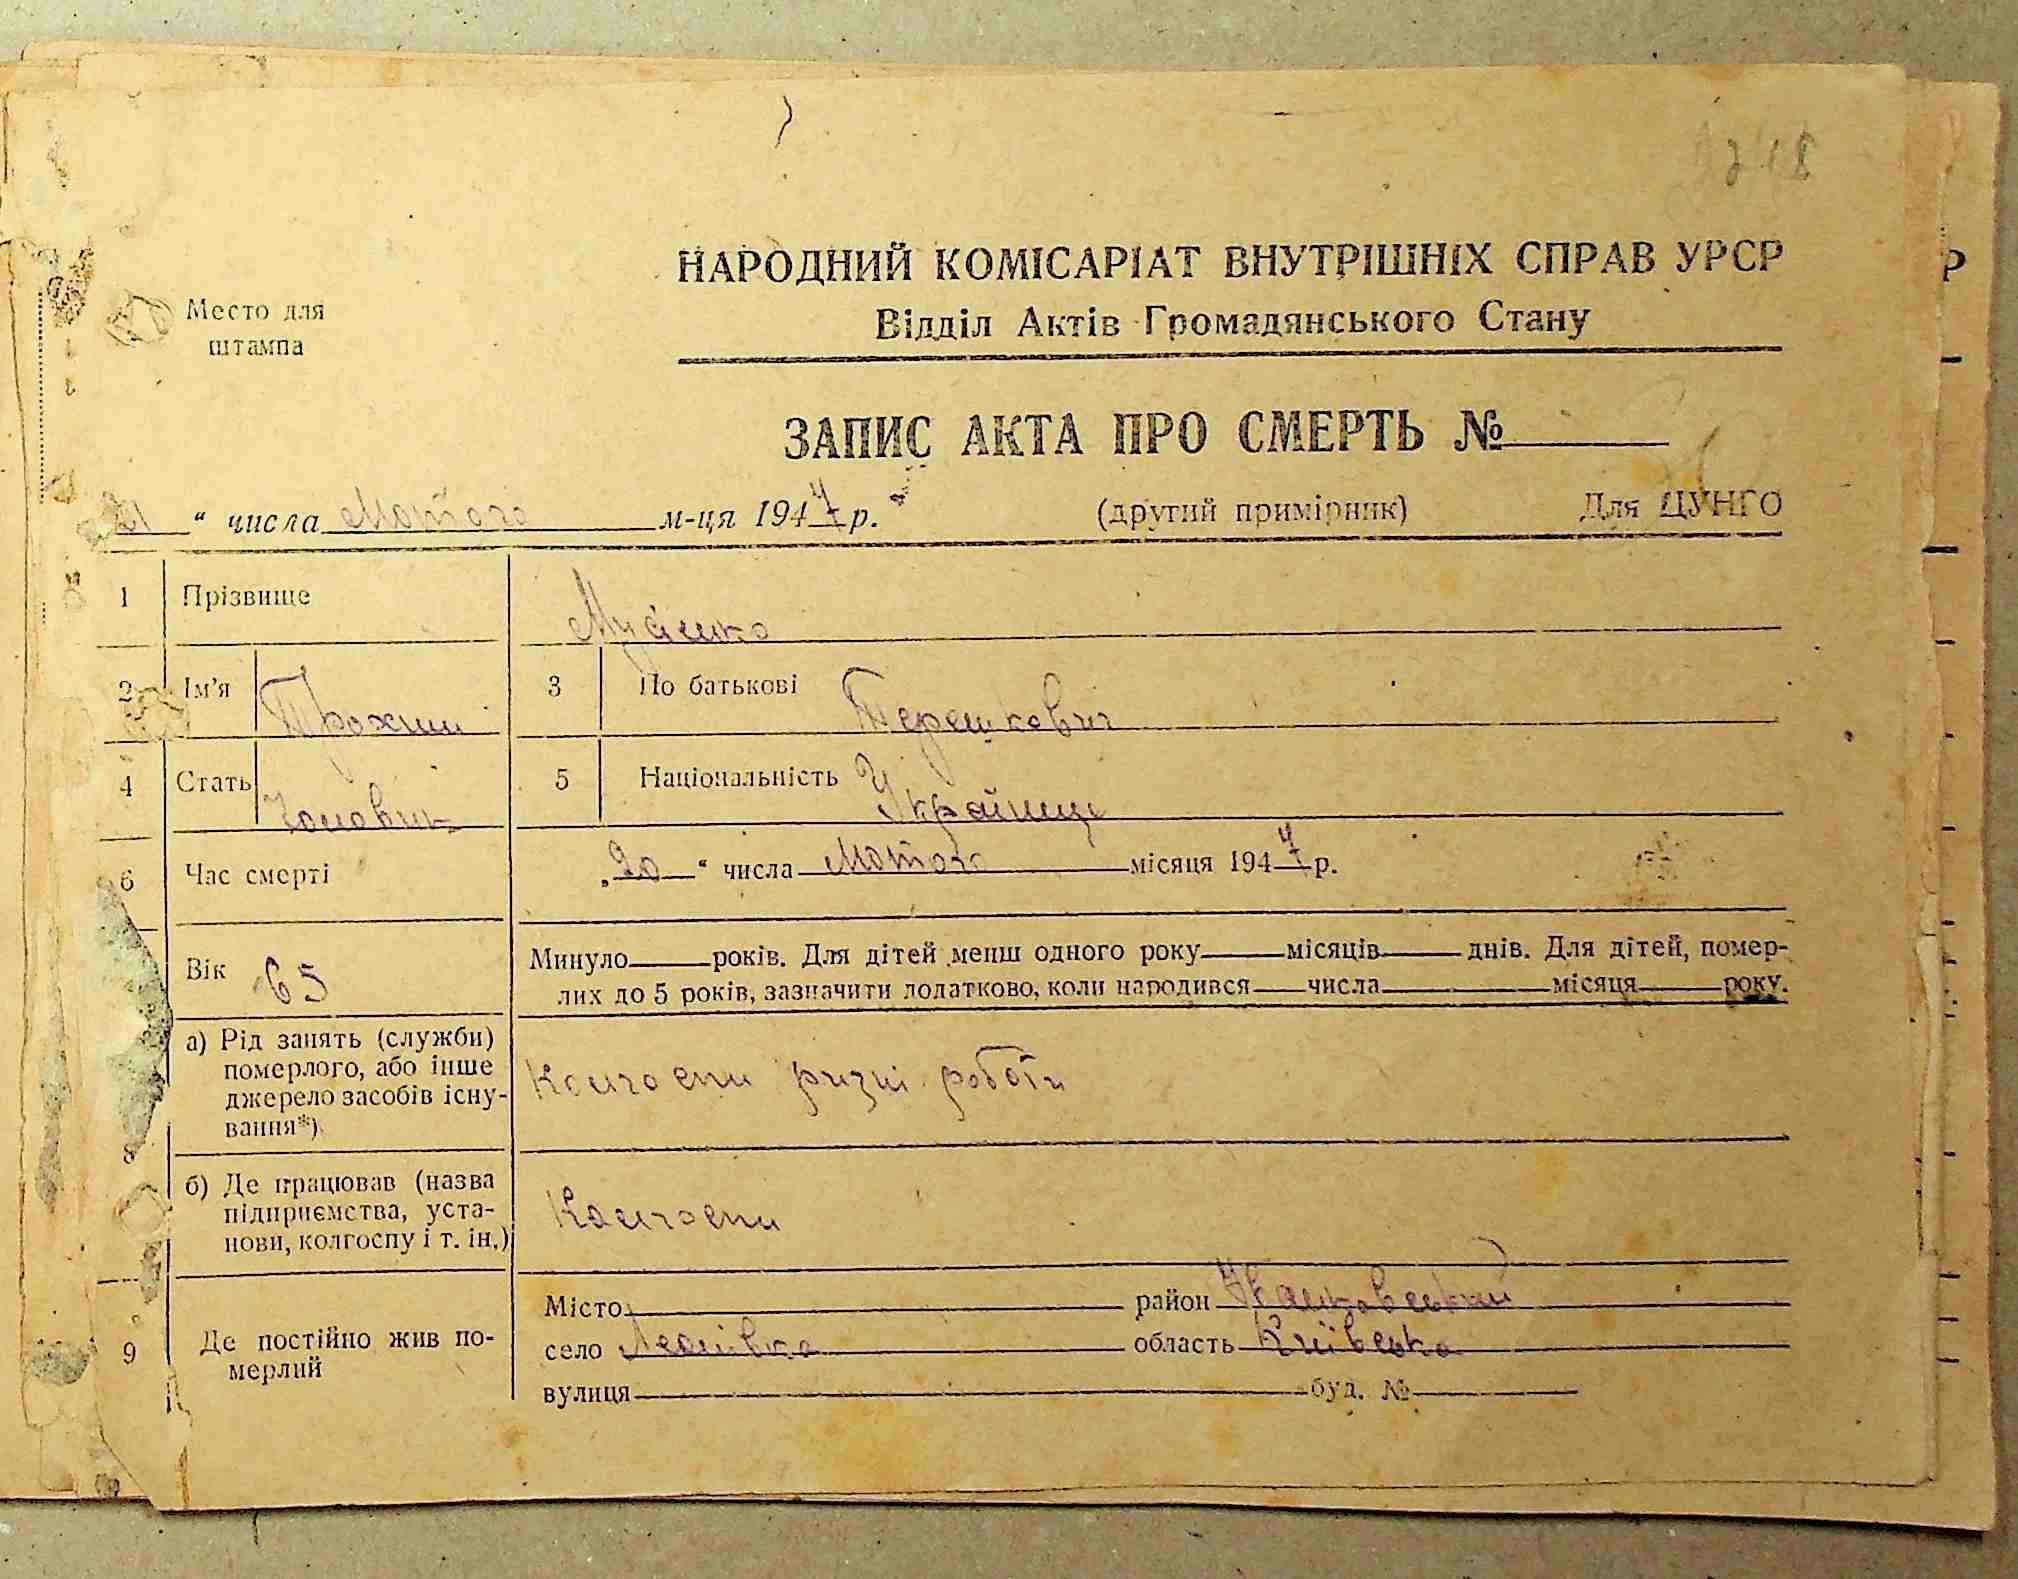 НАРОДНИЙ КОМІСАРІАТ ВНУТРІШНІХ СПРАВ УРСР
Відділ Актів Громадянського Стану
Место для
штампа
ЗАПИС АКТА ПРО СМЕРТЬ №
21 " числа Лютого м-ця 1947 р. (другий примірник) Для ЦУНГО
1 Прізвище
2 Ім'я Трохим 3 По батькові Терешкович
4 Стать Чоловік 5 Національність Українець
6 Час смерті „20 " числа Лютого місяця 1947 р.
Вік 65 Минуло роківв. Для дітей менш одного року місяців днів. Для дітей, помер-
лих до 5 років, зазначити додатково, коли народився числа місяця року.
8 а) Рід занять (служби)
померлого, або інше
джерело засобів існу-
вання*)
Колгоспи різні роботи
б) Де працював (назва
підприємства, уста-
нови, колгоспу і т. ін.)
Колгоспи
9 Де постійно жив по-
мерлий
Місто район
село область Київська
вулиця буд. №